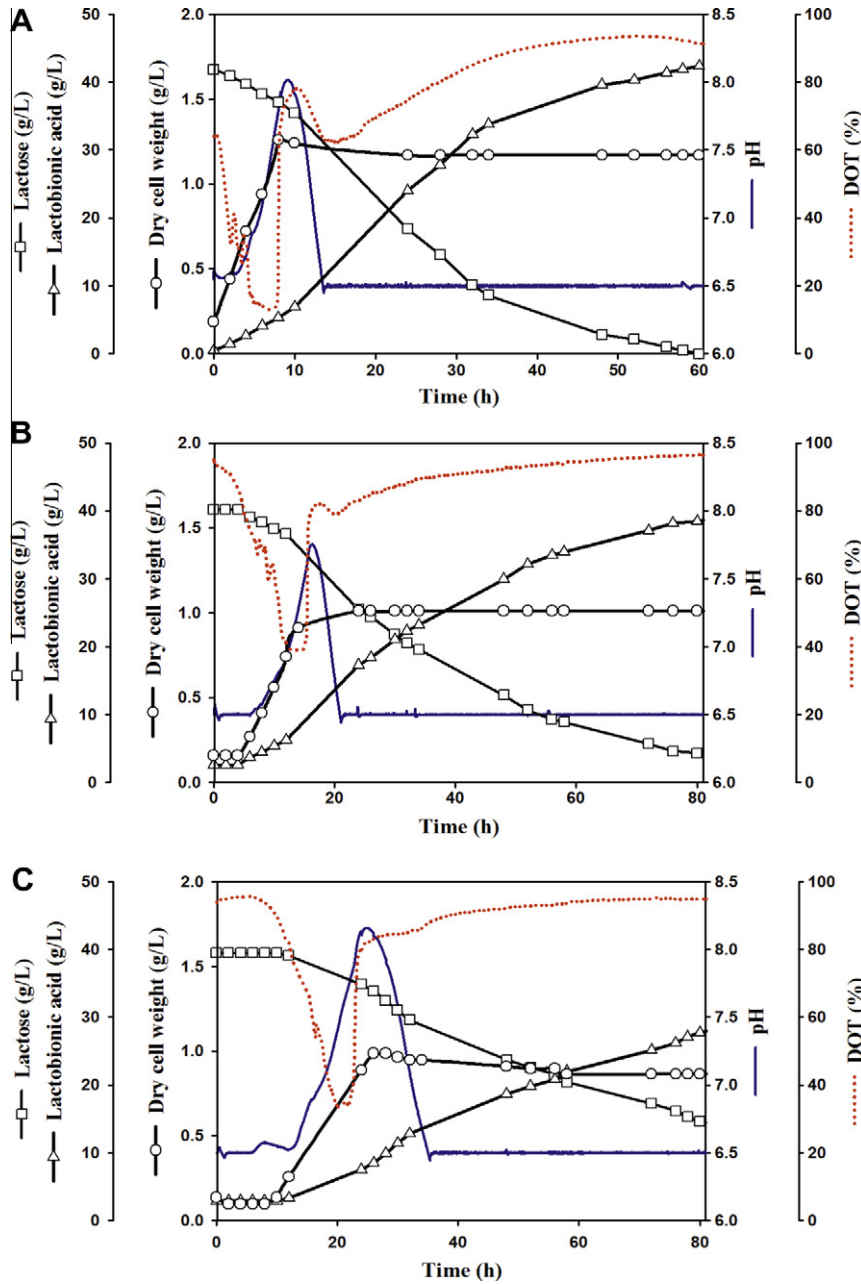 A
Lactose (g/L)
Lactobionic acid (g/L)
Dry cell weight (g/L)
50
40
30
20
10
0
2.0
1.5
1.0
0.5
0.0
0 10 20 30 40 50 60
Time (h)
8.5
8.0
7.5
7.0
6.5
6.0
pH
100
80
60
40
20
0
DOT (%)
B
Lactose (g/L)
Lactobionic acid (g/L)
Dry cell weight (g/L)
50
40
30
20
10
0
2.0
1.5
1.0
0.5
0.0
0 20 40 60 80
Time (h)
8.5
8.0
7.5
7.0
6.5
6.0
pH
100
80
60
40
20
0
DOT (%)
C
Lactose (g/L)
Lactobionic acid (g/L)
Dry cell weight (g/L)
50
40
30
20
10
0
2.0
1.5
1.0
0.5
0.0
0 20 40 60 80
Time (h)
8.5
8.0
7.5
7.0
6.5
6.0
pH
100
80
60
40
20
0
DOT (%)